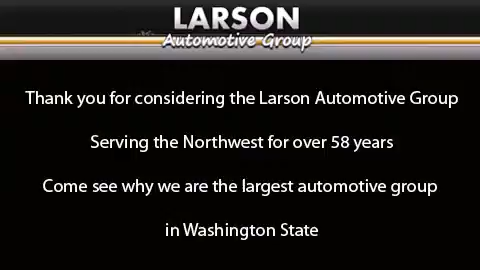 LARSON
Automotive Group
Thank you for considering the Larson Automotive Group
Serving the Northwest for over 58 years
Come see why we are the largest automotive group
in Washington State